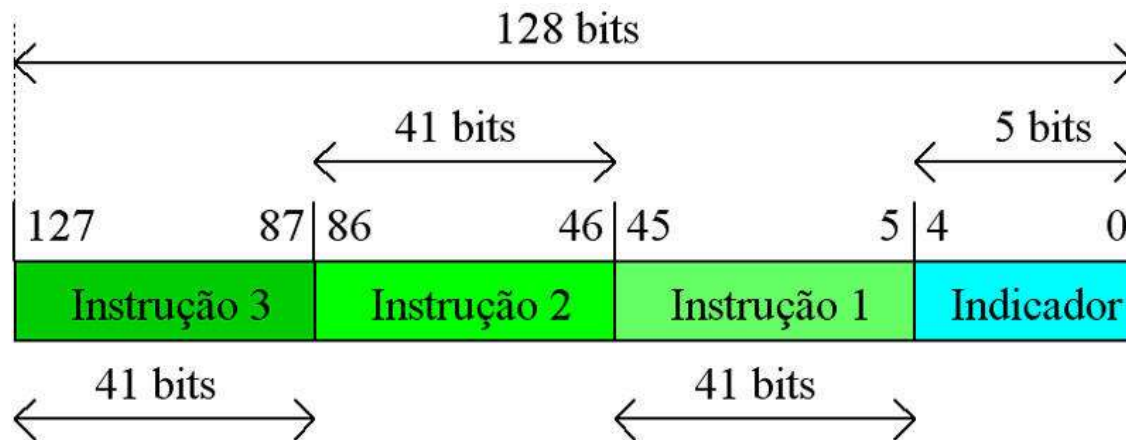 128 bits
41 bits 5 bits
127 87 86 46 45 5 4 0
Instrução 3 Instrução 2 Instrução 1 Indicador
41 bits 41 bits